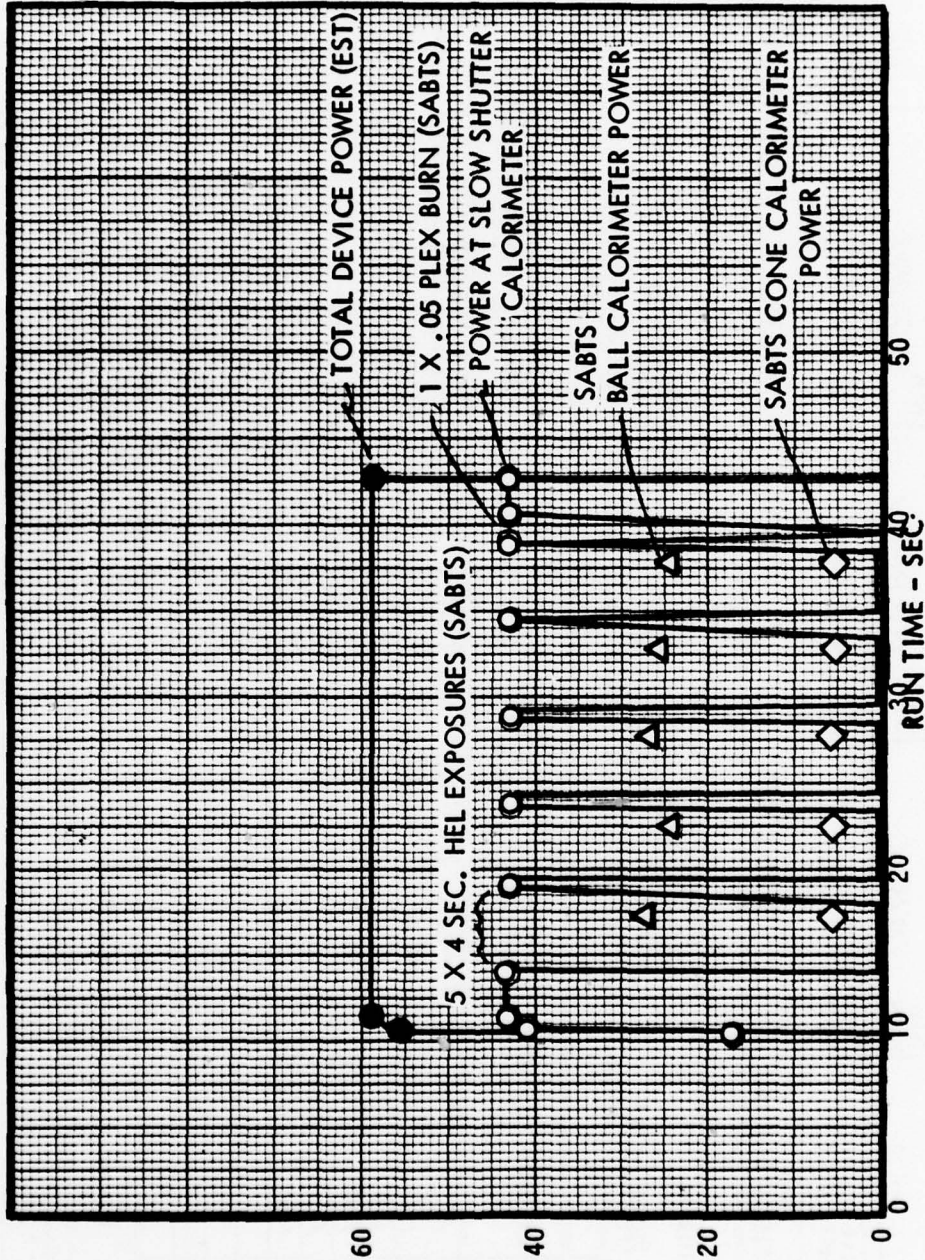 TOTAL DEVICE POWER (EST)
1 X .05 PLEX BURN (SABTS)
POWER AT SLOW SHUTTER
CALORIMETER
5 X 4 SEC. HEL EXPOSURES (SABTS)
SABTS
BALL CALORIMETER POWER
SABTS CONE CALORIMETER
POWER
60
40
20
0
0
10
20
30
40
50
RUN TIME - SEC.